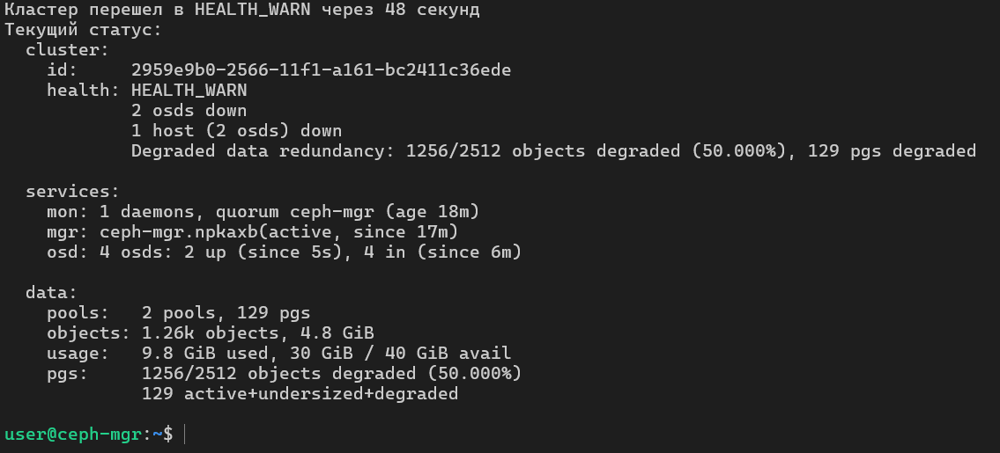 Кластер перешел в HEALTH_WARN через 48 секунд
Текущий статус:
  cluster:
    id:     2959e9b0-2566-11f1-a161-bc2411c36ede
    health: HEALTH_WARN
            2 osds down
            1 host (2 osds) down
            Degraded data redundancy: 1256/2512 objects degraded (50.000%), 129 pgs degraded

  services:
    mon: 1 daemons, quorum ceph-mgr (age 18m)
    mgr: ceph-mgr.npkaxb(active, since 17m)
    osd: 4 osds: 2 up (since 5s), 4 in (since 6m)

  data:
    pools:   2 pools, 129 pgs
    objects: 1.26k objects, 4.8 GiB
    usage:   9.8 GiB used, 30 GiB / 40 GiB avail
    pgs:     1256/2512 objects degraded (50.000%)
             129 active+undersized+degraded

user@ceph-mgr:~$